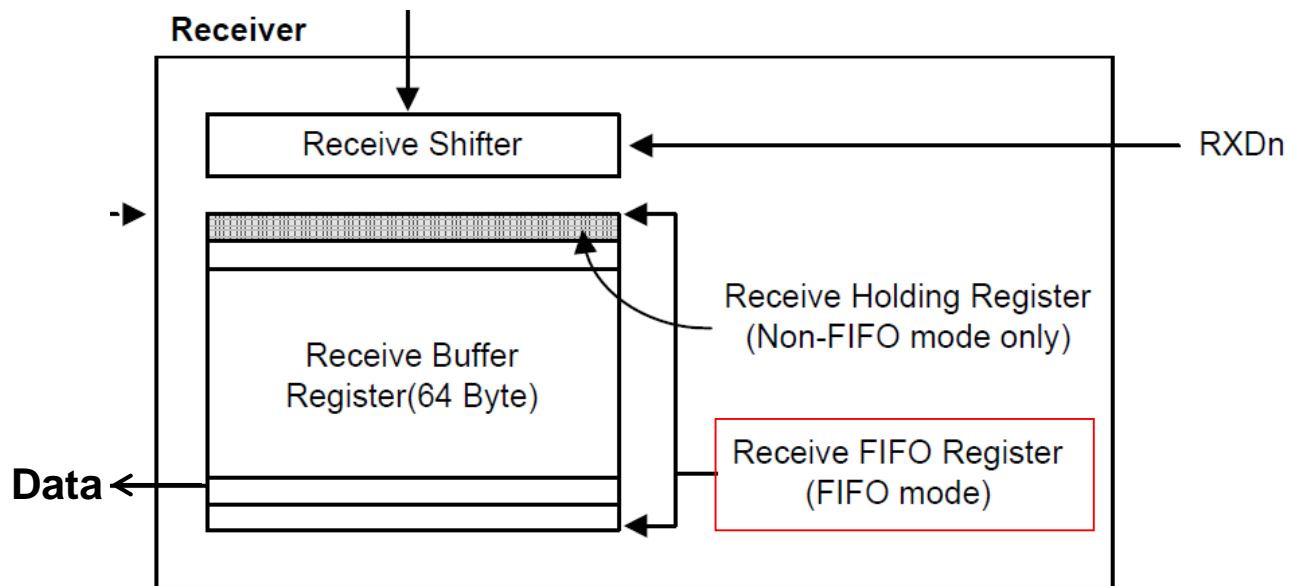 Receiver
Receive Shifter
RXDn
Receive Holding Register
(Non-FIFO mode only)
Receive Buffer
Register(64 Byte)
Receive FIFO Register
(FIFO mode)
Data